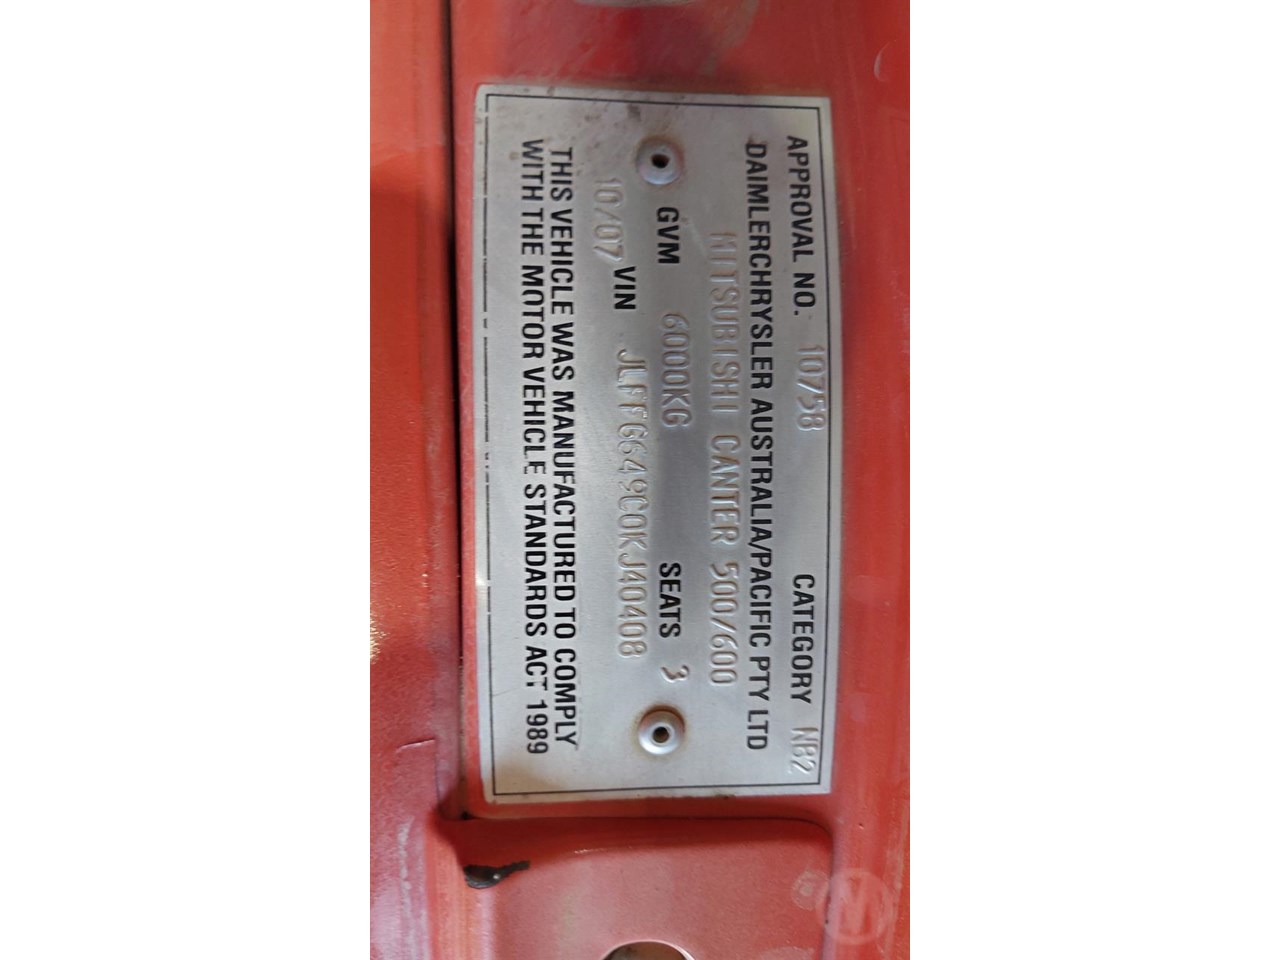 APPROVAL NO. 10758 CATEGORY NB2
DAIMLERCHRYSLER AUSTRALIA/PACIFIC PTY LTD
MITSUBISHI CANTER 500/600
GVM 6000KG SEATS 3
10/07 VIN JLFFG649C0KJ40408
THIS VEHICLE WAS MANUFACTURED TO COMPLY
WITH THE MOTOR VEHICLE STANDARDS ACT 1989
M